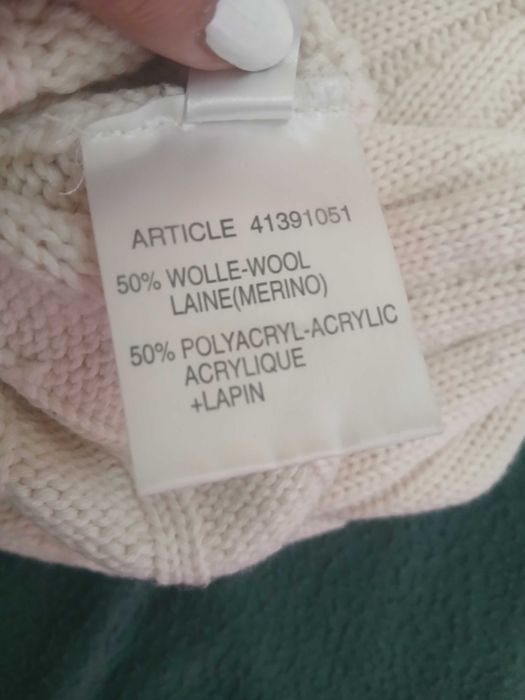 ARTICLE 41391051
50% WOLLE-WOOL
LAINE(MERINO)
50% POLYACRYL-ACRYLIC
ACRYLIQUE
+LAPIN